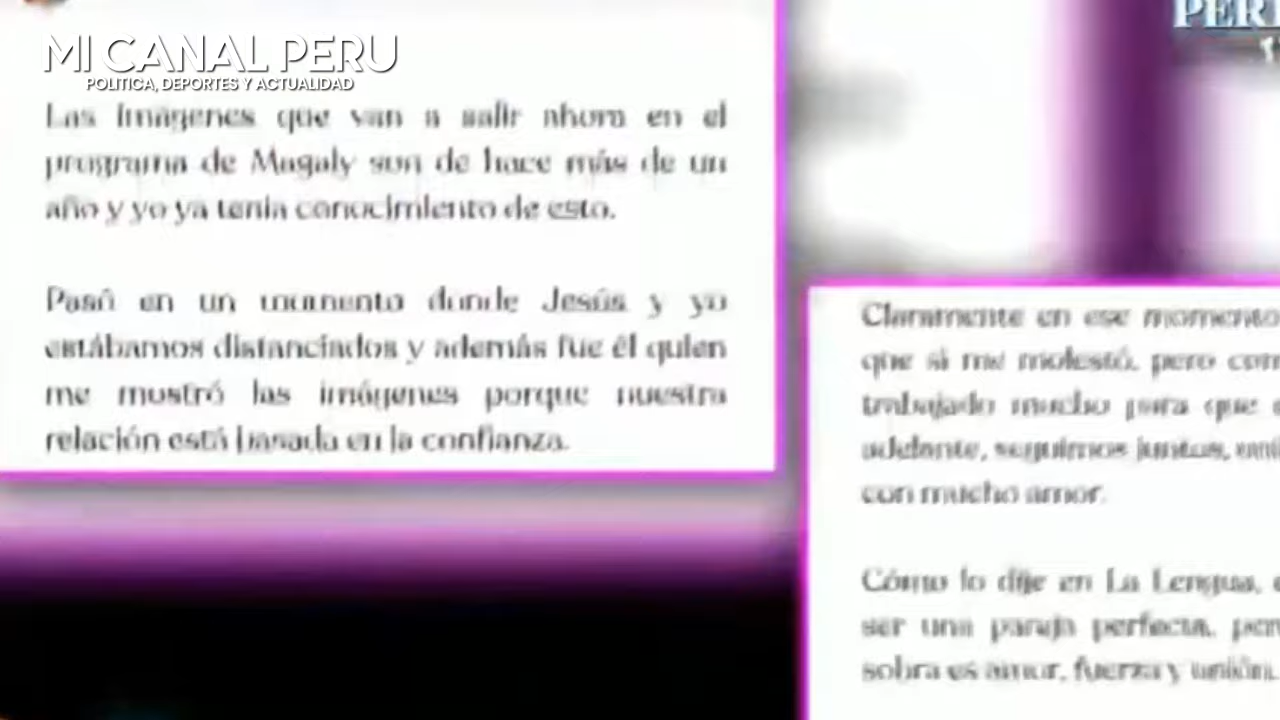 MI CANAL PERU
POLITICA, DEPORTES Y ACTUALIDAD
PER
Las imágenes que van a salir ahora en el
programa de Magaly son de hace más de un
año y yo ya tenía conocimiento de esto.
Pasó en un momento donde Jesús y yo
estábamos distanciados y además fue él quien
me mostró las imágenes porque nuestra
relación está basada en la confianza.
Claramente en ese momento
que si me molestó, pero
trabajado mucho para que
adelante, seguimos juntos,
con mucho amor.
Cómo lo dije en La Lengua,
ser una pareja perfecta,
sobra es amor, fuerza y unión.